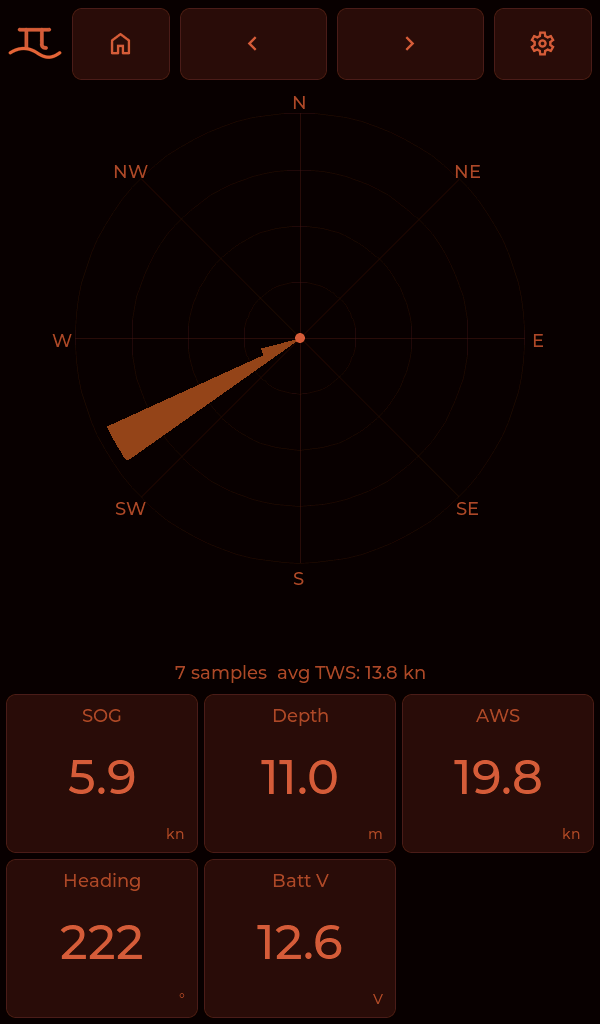 N
NW
NE
W
E
SW
SE
S
7 samples  avg TWS: 13.8 kn
SOG
5.9
kn
Depth
11.0
m
AWS
19.8
kn
Heading
222
°
Batt V
12.6
V